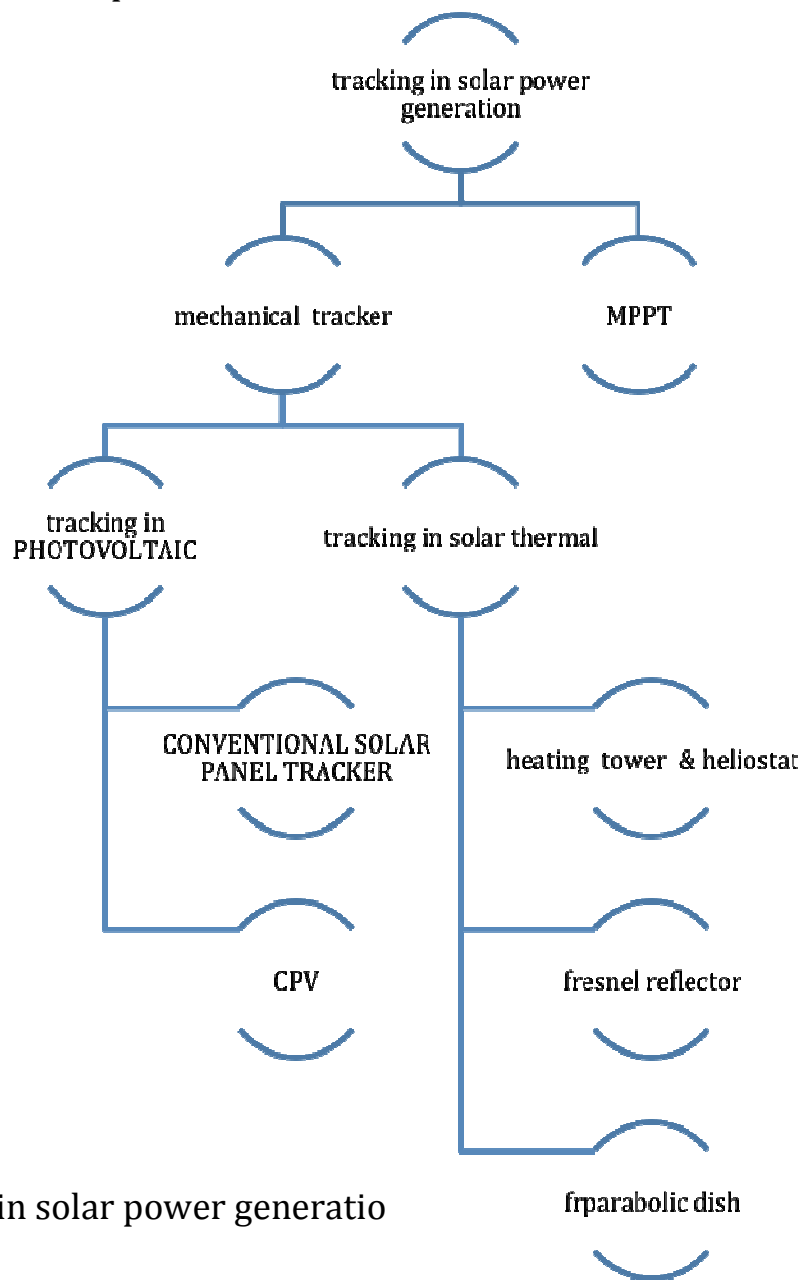 tracking in solar power
generation
mechanical tracker
MPPT
tracking in
PHOTOVOLTAIC
tracking in solar thermal
CONVENTIONAL SOLAR
PANEL TRACKER
heating tower & heliostat
CPV
fresnel reflector
frparabolic dish
in solar power generatio